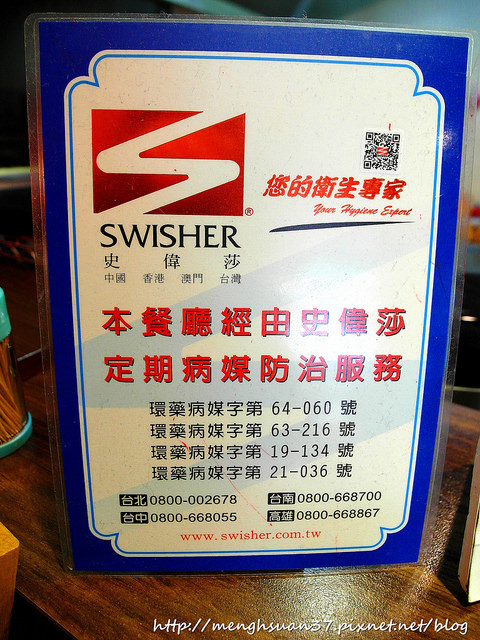 SWISHER
®
史偉莎
中國 香港 澳門 台灣
您的衛生專家
Your Hygiene Expert
本餐廳經由史偉莎
定期病媒防治服務
環藥病媒字第 64-060 號
環藥病媒字第 63-216 號
環藥病媒字第 19-134 號
環藥病媒字第 21-036 號
台北 0800-002678 台南 0800-668700
台中 0800-668055 高雄 0800-668867
www.swisher.com.tw
http://menghsuan37.pixnet.net/blog